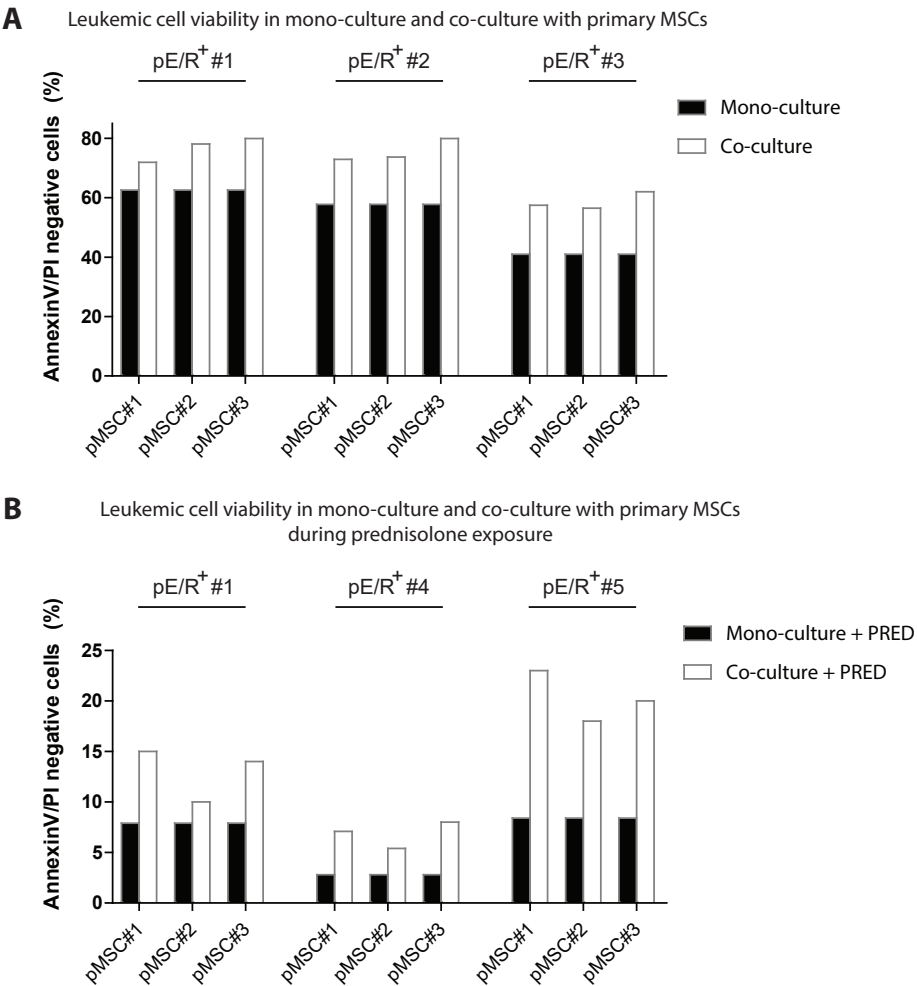 A
Leukemic cell viability in mono-culture and co-culture with primary MSCs
pE/R+ #1
pE/R+ #2
pE/R+ #3
AnnexinV/PI negative cells (%)
80
60
40
20
0
Mono-culture
Co-culture
pMSC#1
pMSC#2
pMSC#3
pMSC#1
pMSC#2
pMSC#3
pMSC#1
pMSC#2
pMSC#3
B
Leukemic cell viability in mono-culture and co-culture with primary MSCs
during prednisolone exposure
pE/R+ #1
pE/R+ #4
pE/R+ #5
AnnexinV/PI negative cells (%)
25
20
15
10
5
0
Mono-culture + PRED
Co-culture + PRED
pMSC#1
pMSC#2
pMSC#3
pMSC#1
pMSC#2
pMSC#3
pMSC#1
pMSC#2
pMSC#3